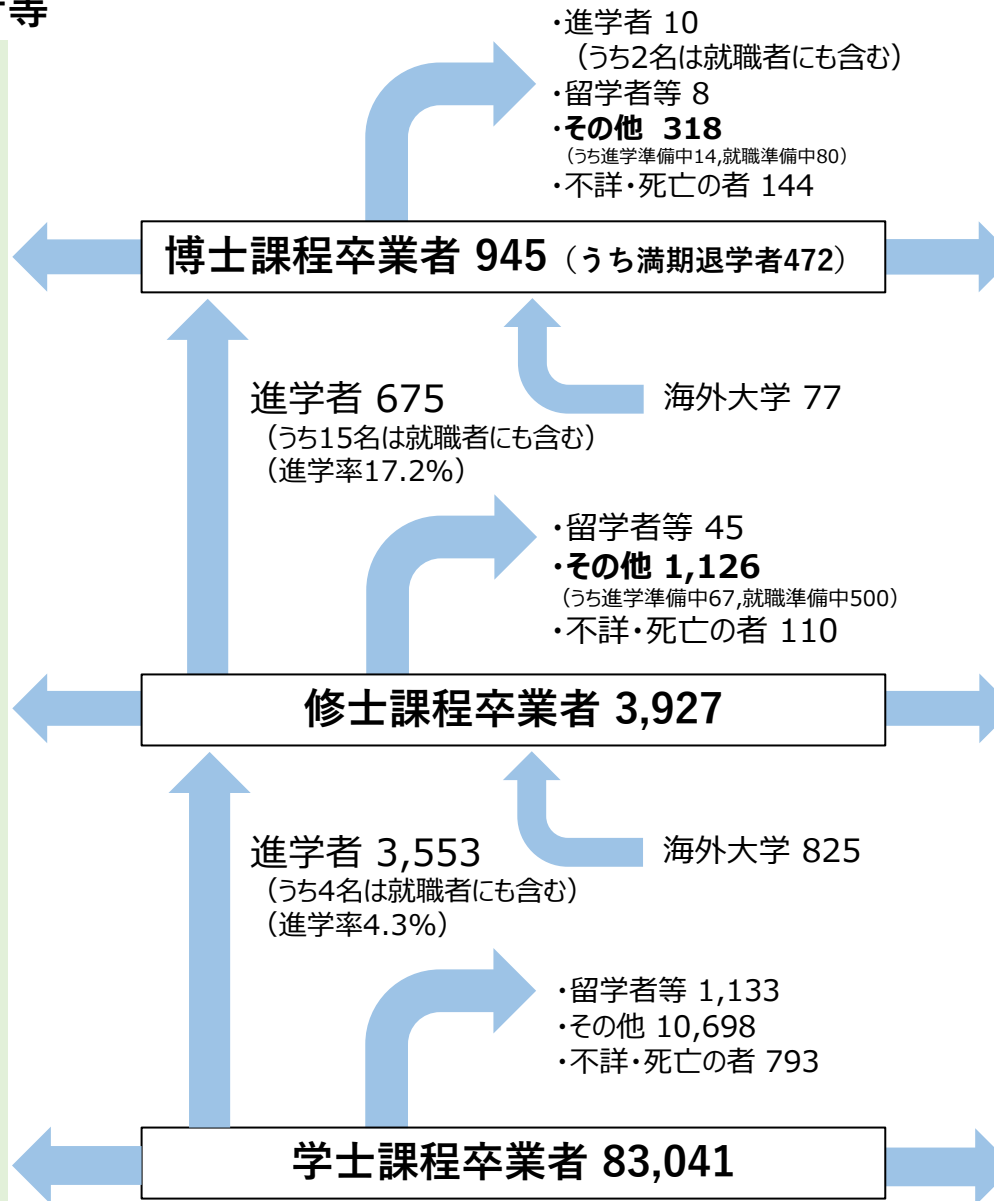 等
・進学者 10
（うち2名は就職者にも含む）
・留学者等 8
・その他 318
（うち進学準備中14,就職準備中80）
・不詳・死亡の者 144
博士課程卒業者 945（うち満期退学者472）
進学者 675
（うち15名は就職者にも含む）
（進学率17.2%）
海外大学 77
・留学者等 45
・その他 1,126
（うち進学準備中67,就職準備中500）
・不詳・死亡の者 110
修士課程卒業者 3,927
進学者 3,553
（うち4名は就職者にも含む）
（進学率4.3%）
海外大学 825
・留学者等 1,133
・その他 10,698
・不詳・死亡の者 793
学士課程卒業者 83,041